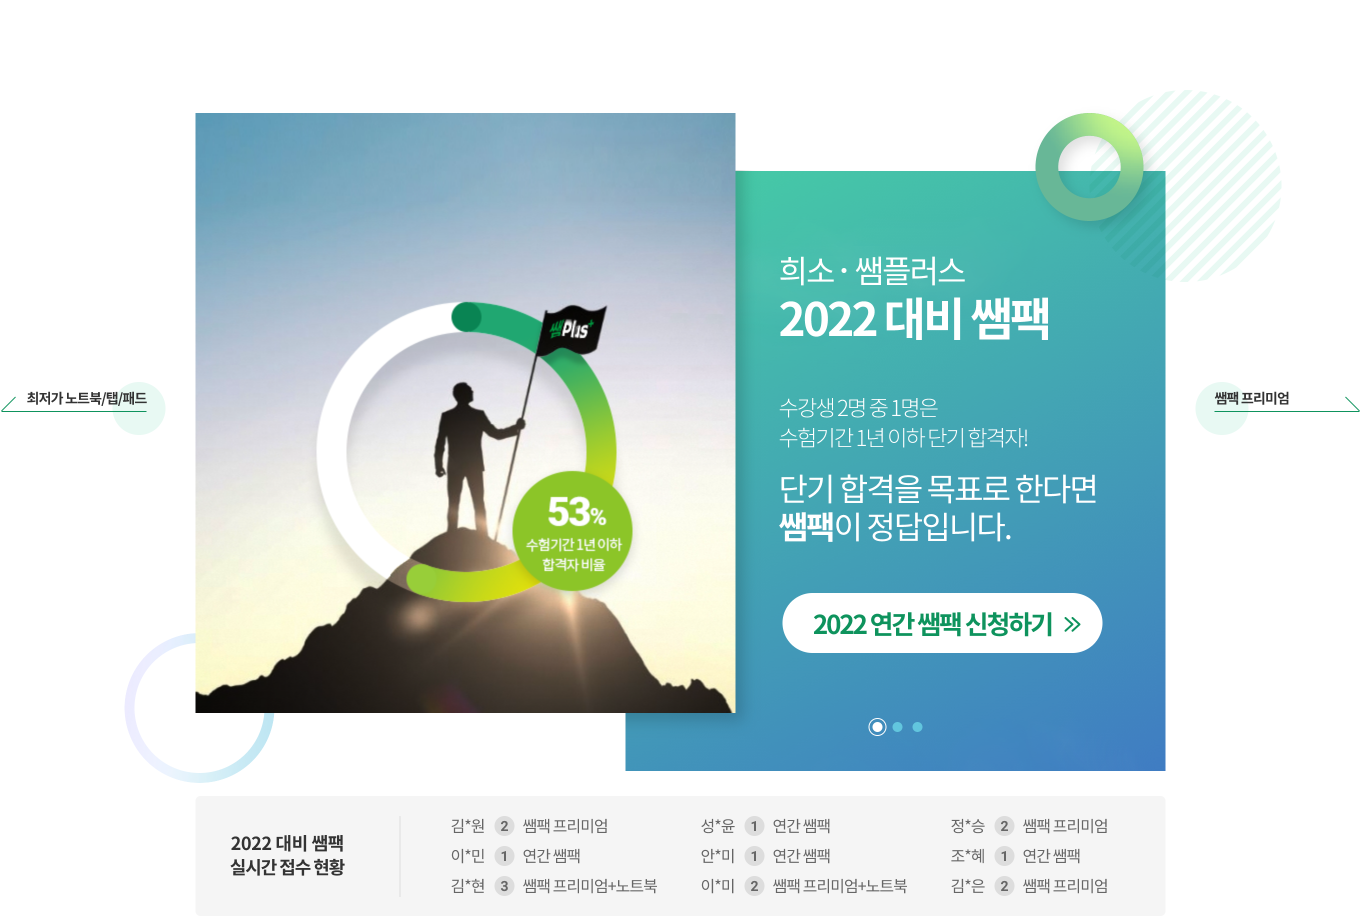 희소 · 쌤플러스
2022 대비 쌤팩
수강생 2명 중 1명은
수험기간 1년 이하 단기 합격자!
단기 합격을 목표로 한다면
쌤팩이 정답입니다.
2022 연간 쌤팩 신청하기
쌤Pl1s+
53%
수험기간 1년 이하
합격자 비율
최저가 노트북/탭/패드
쌤팩 프리미엄
2022 대비 쌤팩
실시간 접수 현황
김*원 2 쌤팩 프리미엄
이*민 1 연간 쌤팩
김*현 3 쌤팩 프리미엄+노트북
성*윤 1 연간 쌤팩
안*미 1 연간 쌤팩
이*미 2 쌤팩 프리미엄+노트북
정*승 2 쌤팩 프리미엄
조*혜 1 연간 쌤팩
김*은 2 쌤팩 프리미엄